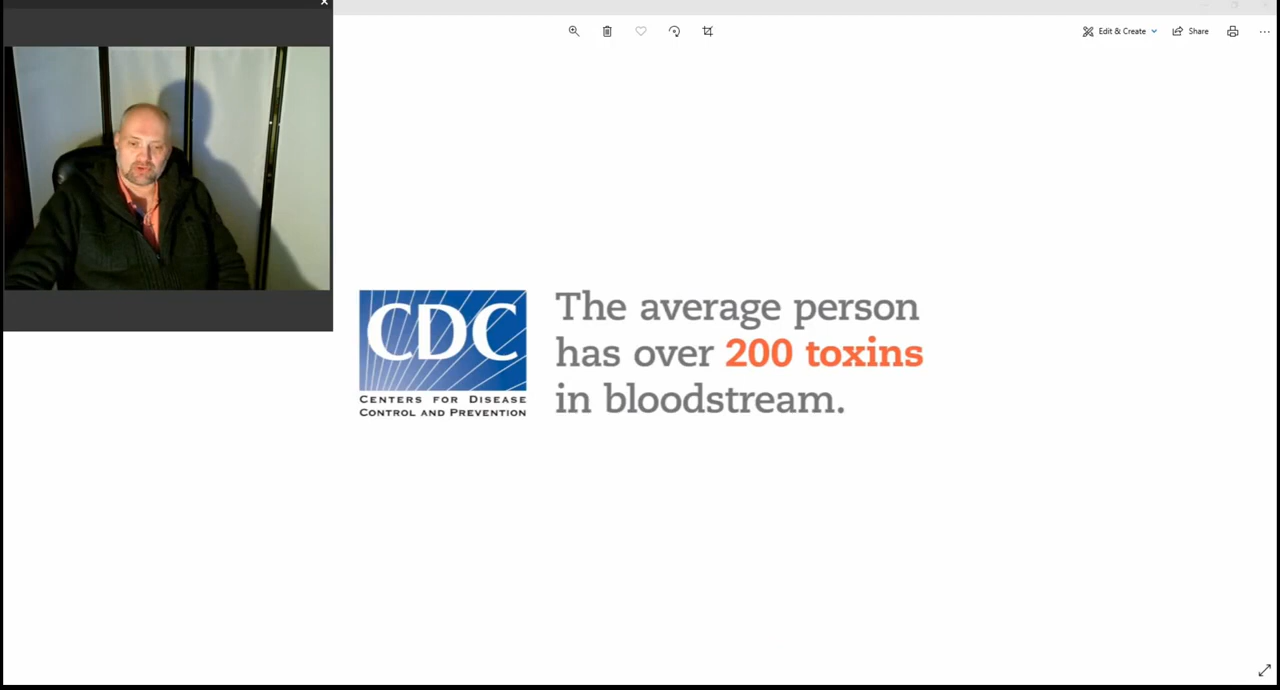 Edit & Create
Share
CDC
CENTERS FOR DISEASE
CONTROL AND PREVENTION
The average person
has over 200 toxins
in bloodstream.